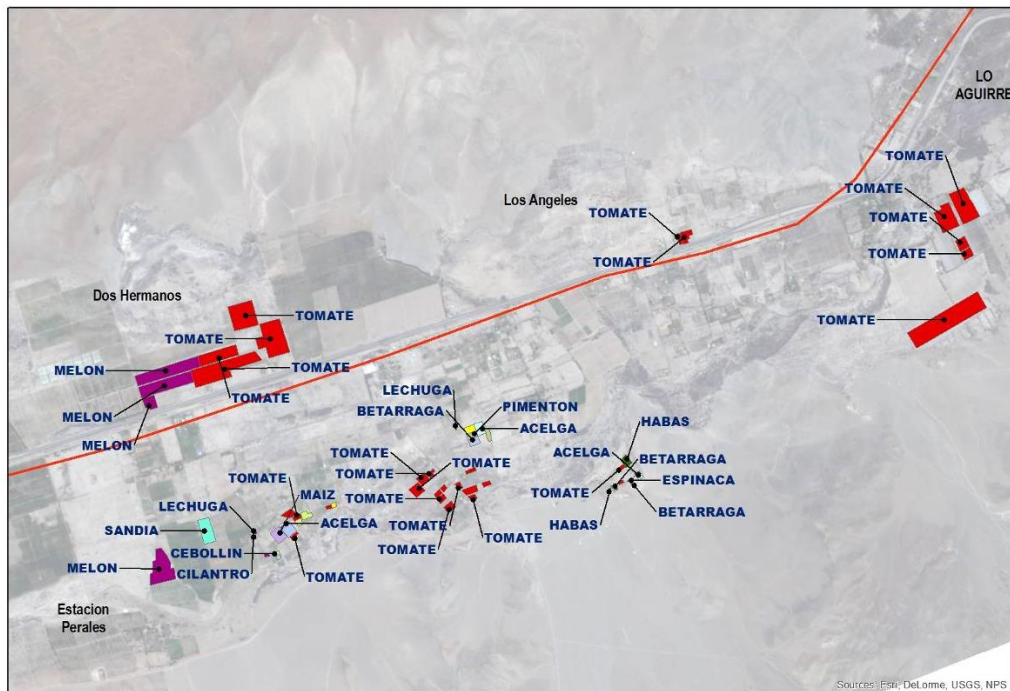 LO
AGUIRRE
TOMATE
TOMATE
TOMATE
TOMATE
TOMATE
Los Angeles
TOMATE
TOMATE
Dos Hermanos
TOMATE
TOMATE
TOMATE
TOMATE
MELON
MELON
MELON
LECHUGA
BETARRAGA
PIMENTON
ACELGA
HABAS
ACELGA
BETARRAGA
ESPINACA
TOMATE
HABAS
BETARRAGA
TOMATE
TOMATE
TOMATE
TOMATE
TOMATE
TOMATE
TOMATE
MAIZ
LECHUGA
ACELGA
SANDIA
CEBOLLIN
MELON
CILANTRO
TOMATE
Estacion
Perales
Sources: Esri, DeLorme, USGS, NPS